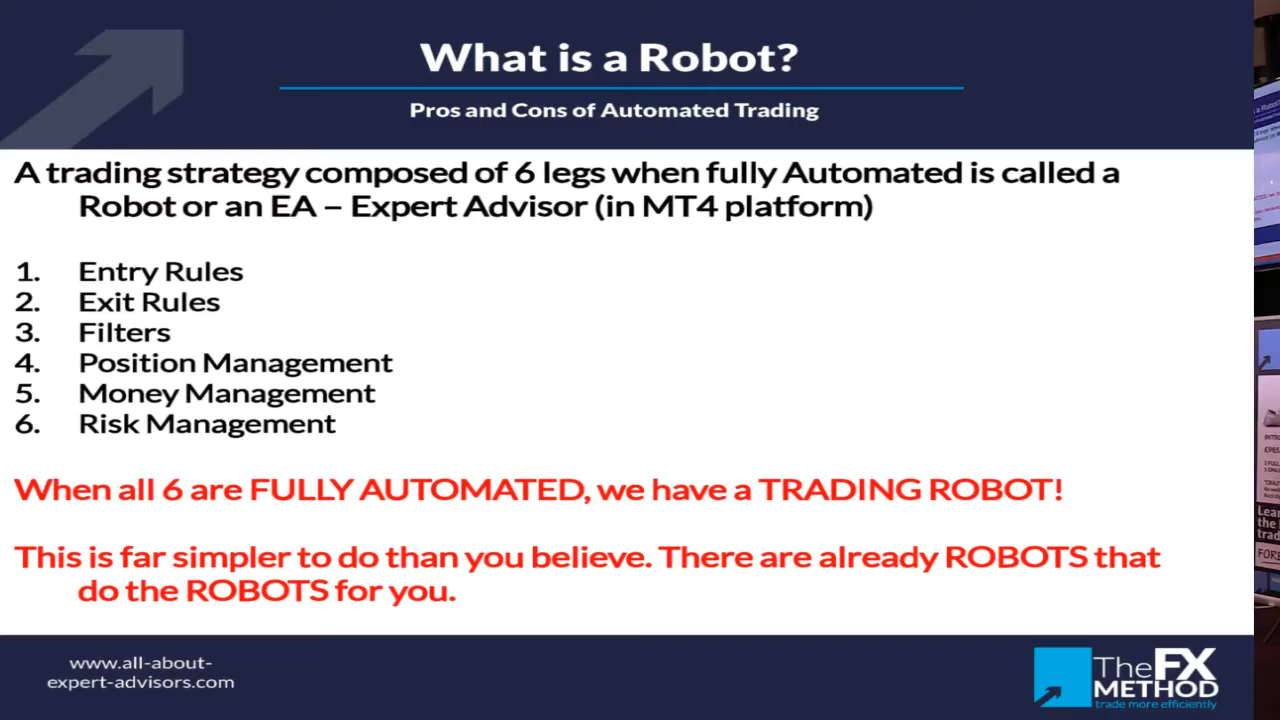 What is a Robot?
Pros and Cons of Automated Trading
A trading strategy composed of 6 legs when fully Automated is called a
Robot or an EA – Expert Advisor (in MT4 platform)
1. Entry Rules
2. Exit Rules
3. Filters
4. Position Management
5. Money Management
6. Risk Management
When all 6 are FULLY AUTOMATED, we have a TRADING ROBOT!
This is far simpler to do than you believe. There are already ROBOTS that
do the ROBOTS for you.
www.all-about-
expert-advisors.com
The FX
METHOD
trade more efficiently
Lear
the
trad